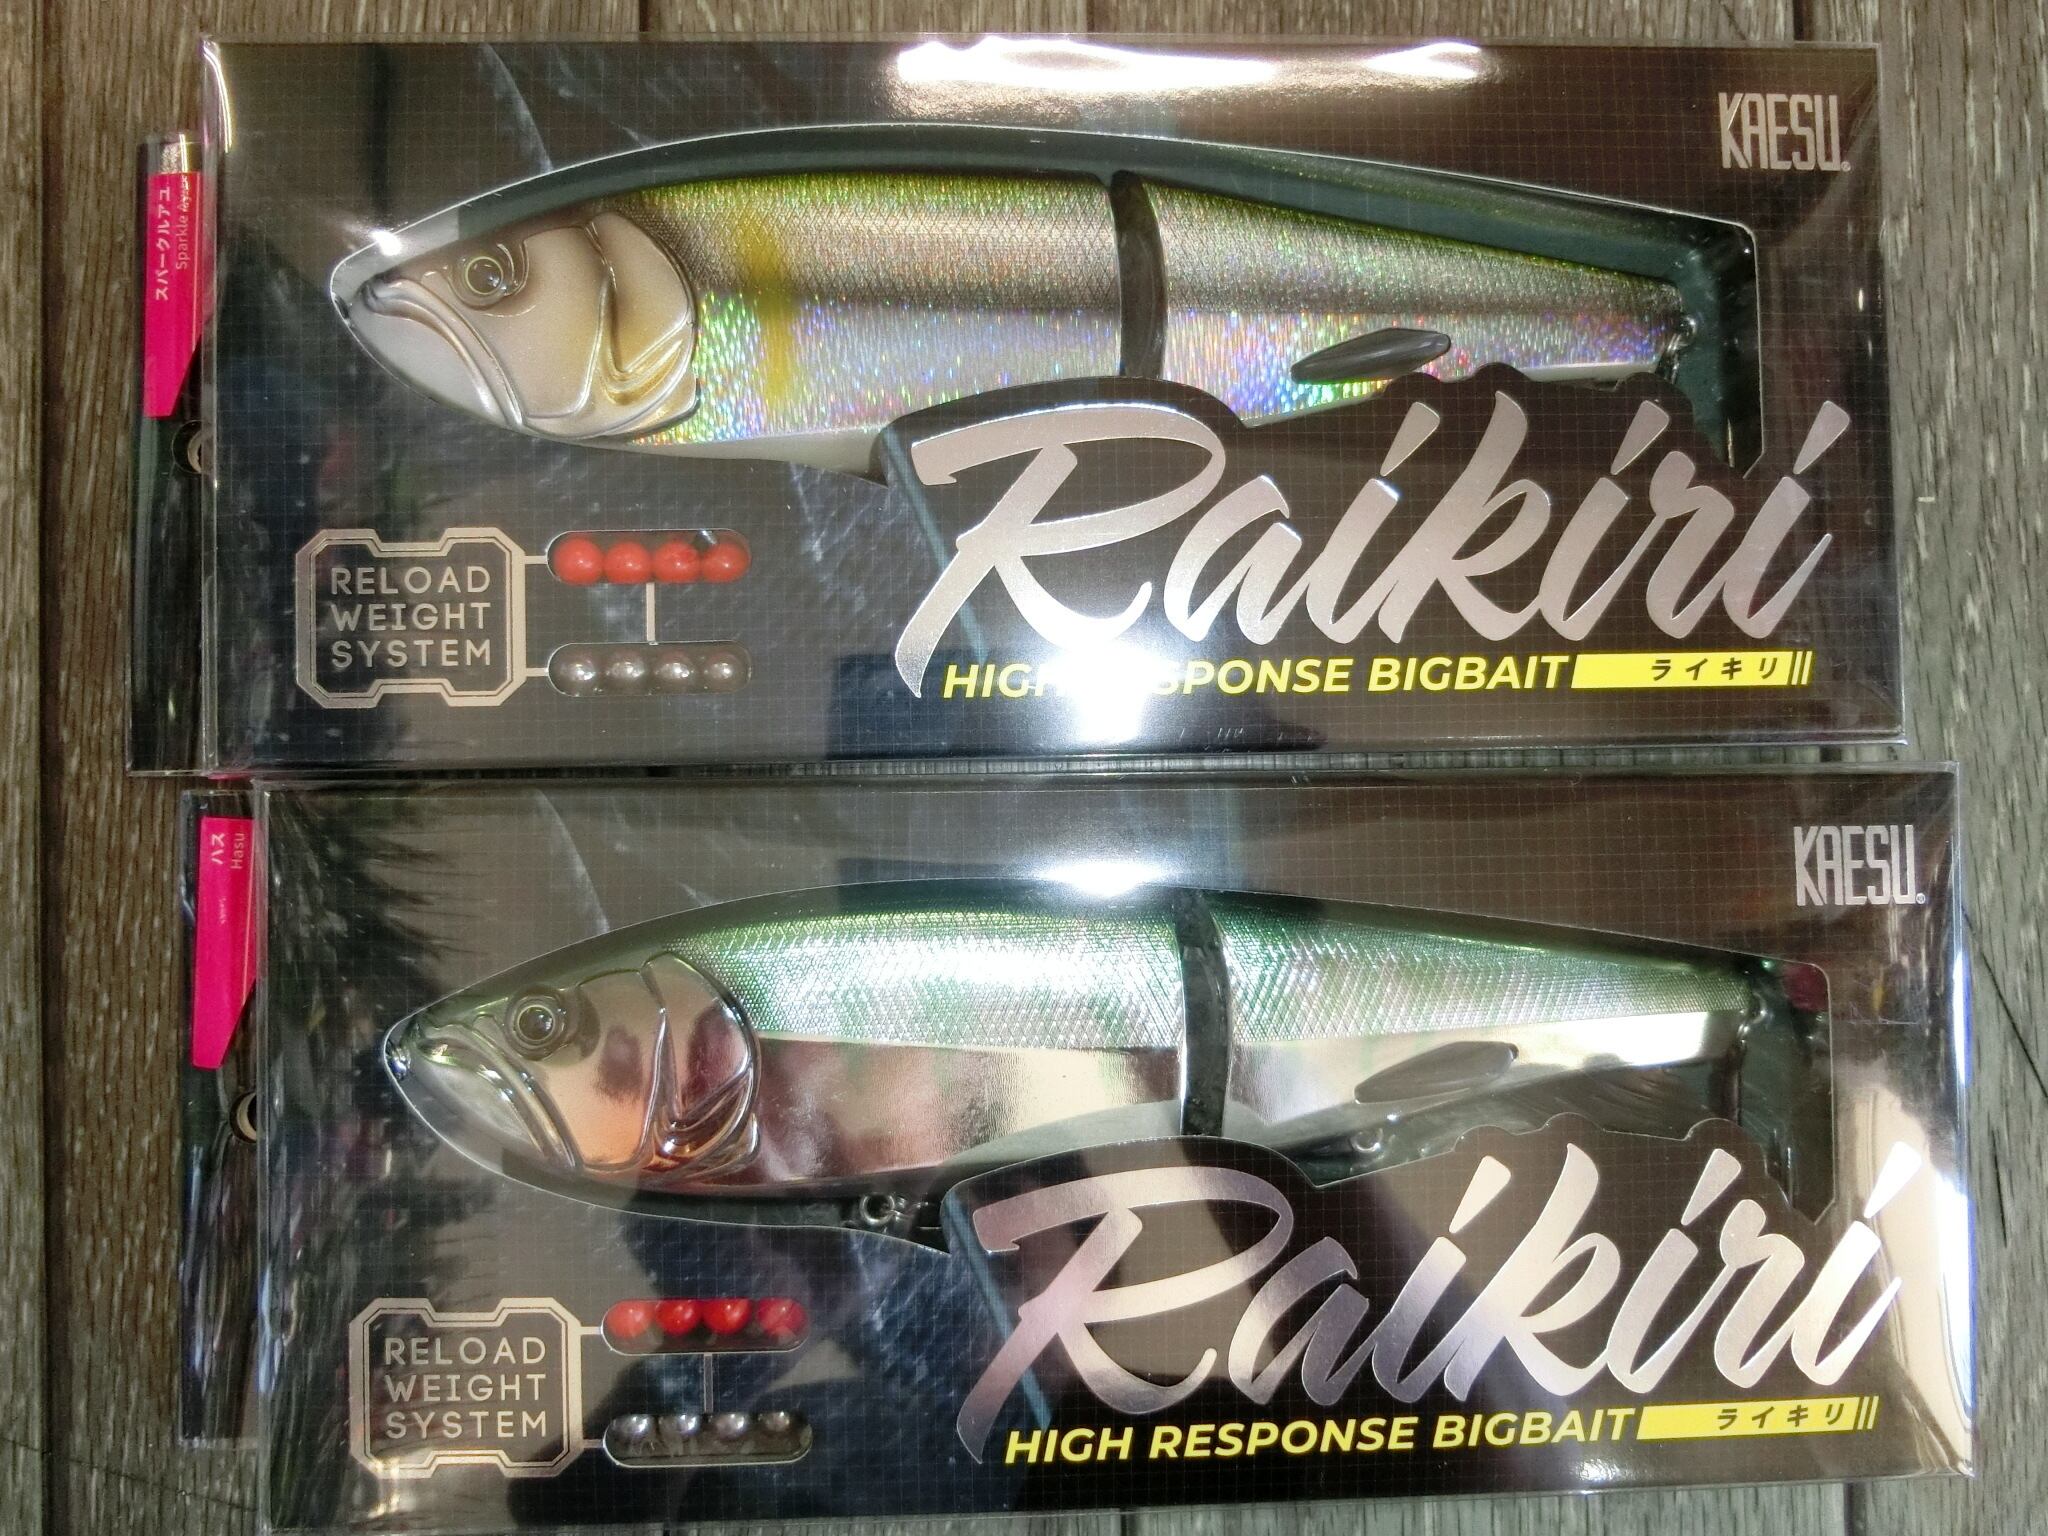 KAESU
スパークルアユ
Sparkle Ayu
RELOAD
WEIGHT
SYSTEM
Raikiri
HIGH RESPONSE BIGBAIT ライキリ
KAESU
ハス
Hasu
RELOAD
WEIGHT
SYSTEM
Raikiri
HIGH RESPONSE BIGBAIT ライキリ